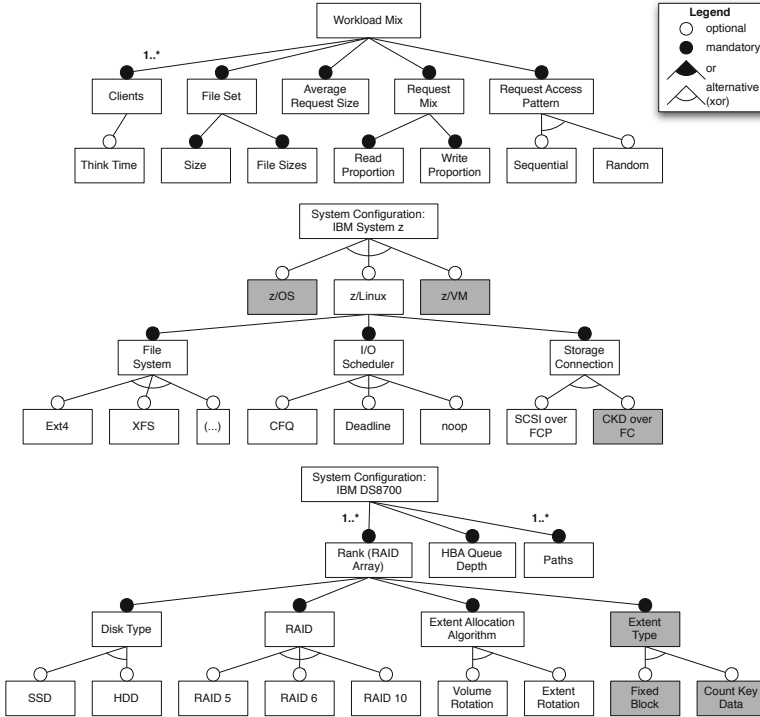 Workload Mix
Legend
optional
mandatory
or
alternative
(xor)
1..*
Clients
File Set
Average
Request Size
Request
Mix
Request Access
Pattern
Think Time
Size
File Sizes
Read
Proportion
Write
Proportion
Sequential
Random
System Configuration:
IBM System z
z/OS
z/Linux
z/VM
File
System
I/O
Scheduler
Storage
Connection
Ext4
XFS
(...)
CFQ
Deadline
noop
SCSI over
FCP
CKD over
FC
System Configuration:
IBM DS8700
1..*
1..*
Rank (RAID
Array)
HBA Queue
Depth
Paths
Disk Type
RAID
Extent Allocation
Algorithm
Extent
Type
SSD
HDD
RAID 5
RAID 6
RAID 10
Volume
Rotation
Extent
Rotation
Fixed
Block
Count Key
Data